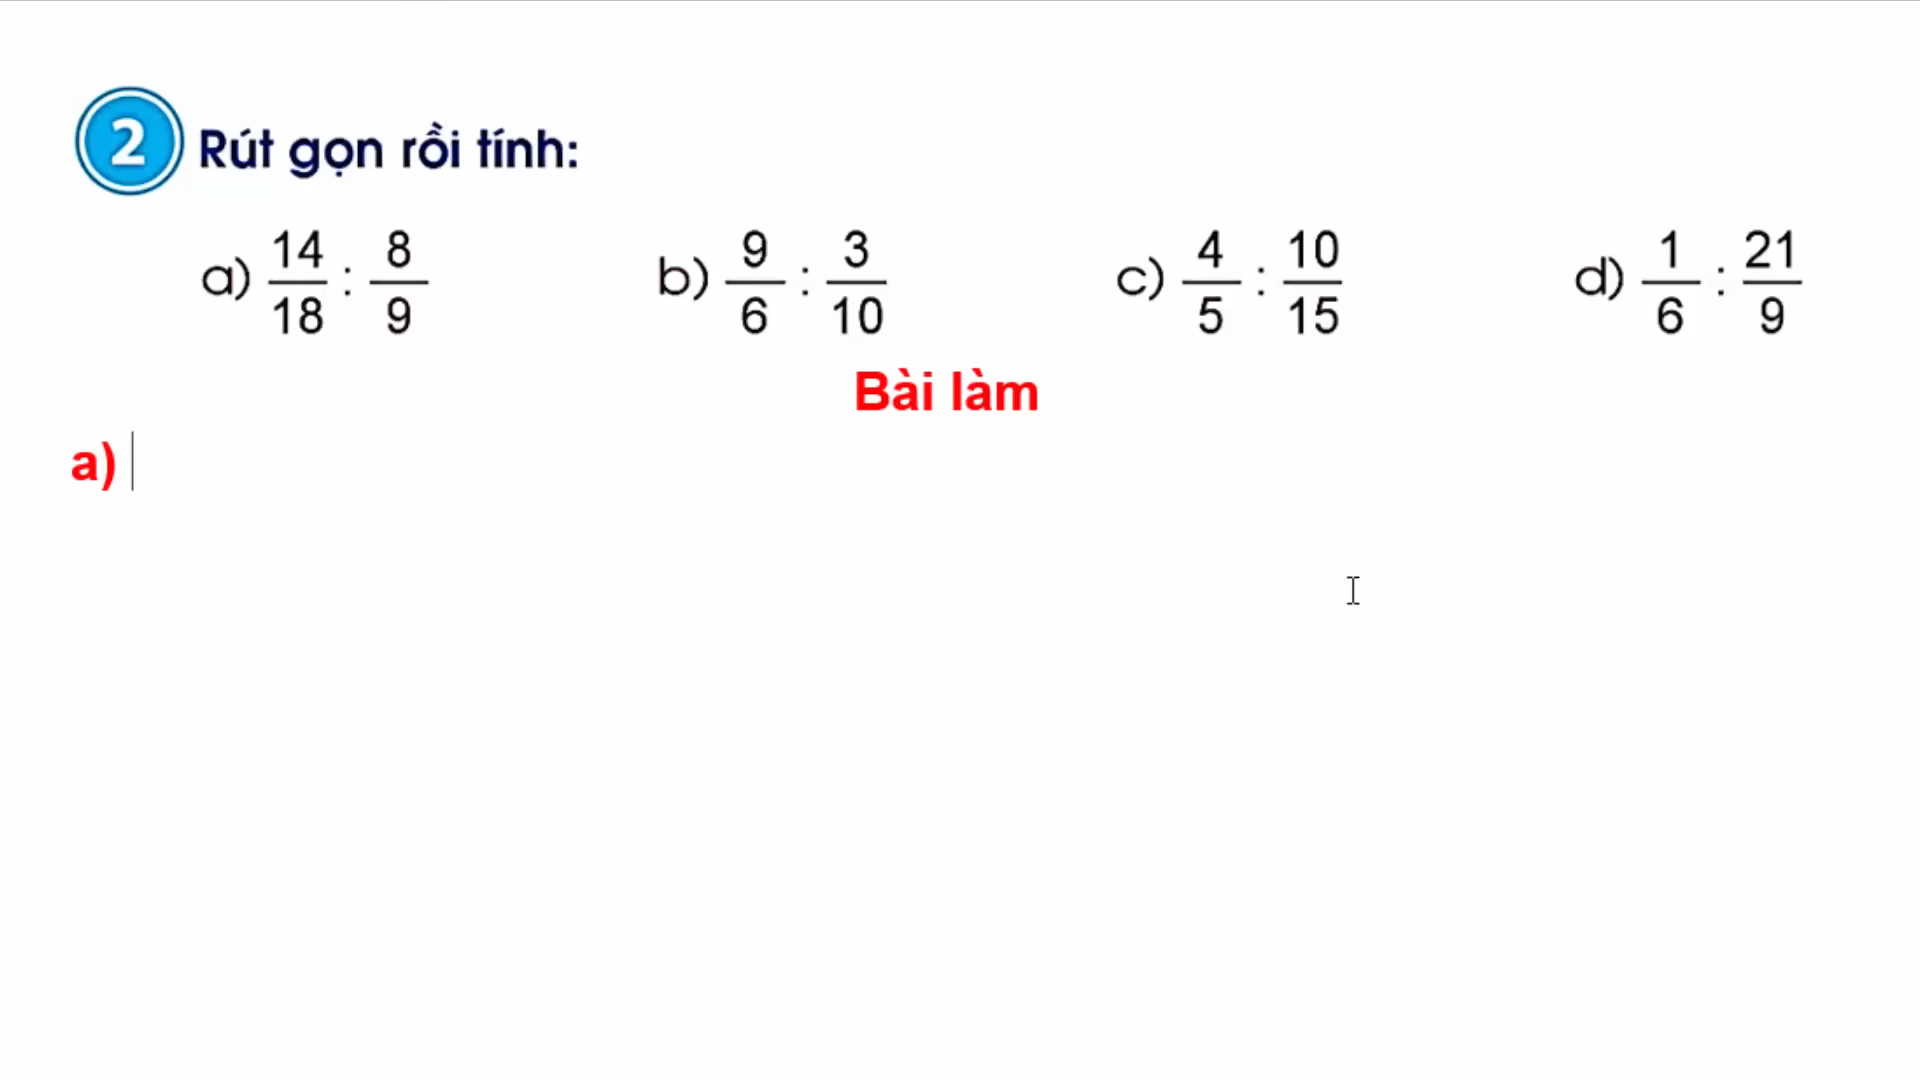 2 Rút gọn rồi tính:
a) 14/18 : 8/9 b) 9/6 : 3/10 c) 4/5 : 10/15 d) 1/6 : 21/9
Bài làm
a)